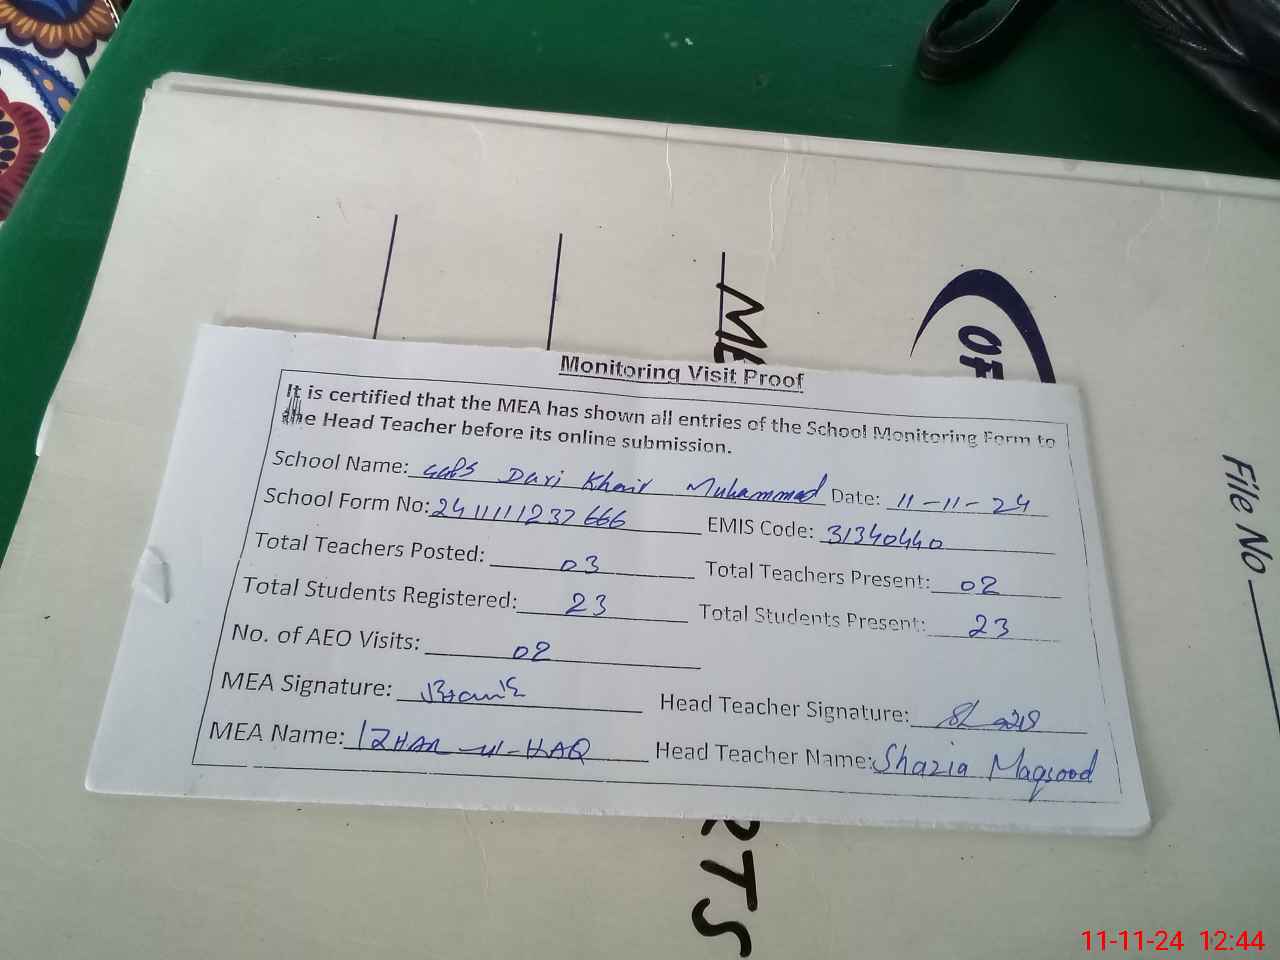 Monitoring Visit Proof
It is certified that the MEA has shown all entries of the School Monitoring Form to
the Head Teacher before its online submission.
School Name: GGPS Dari Khair Muhammad Date: 11-11-24
School Form No: 241111237666 EMIS Code: 31340440
Total Teachers Posted: 03 Total Teachers Present: 02
Total Students Registered: 23 Total Students Present: 23
No. of AEO Visits: 02
MEA Signature: Head Teacher Signature:
MEA Name: IZHAR-ul-HAQ Head Teacher Name: Shazia Maqsood
File No
OF
ME
RTS
11-11-24 12:44